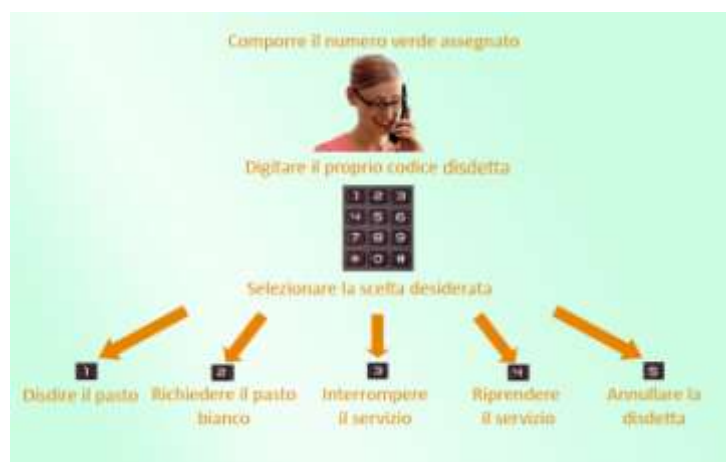 Comporre il numero verde assegnato
Digitare il proprio codice disdetta
1 2 3
4 5 6
7 8 9
* 0 #
Selezionare la scelta desiderata
1 2 3 4 5
Disdire il pasto
Richiedere il pasto
bianco
Interrompere
il servizio
Riprendere
il servizio
Annullare la
disdetta